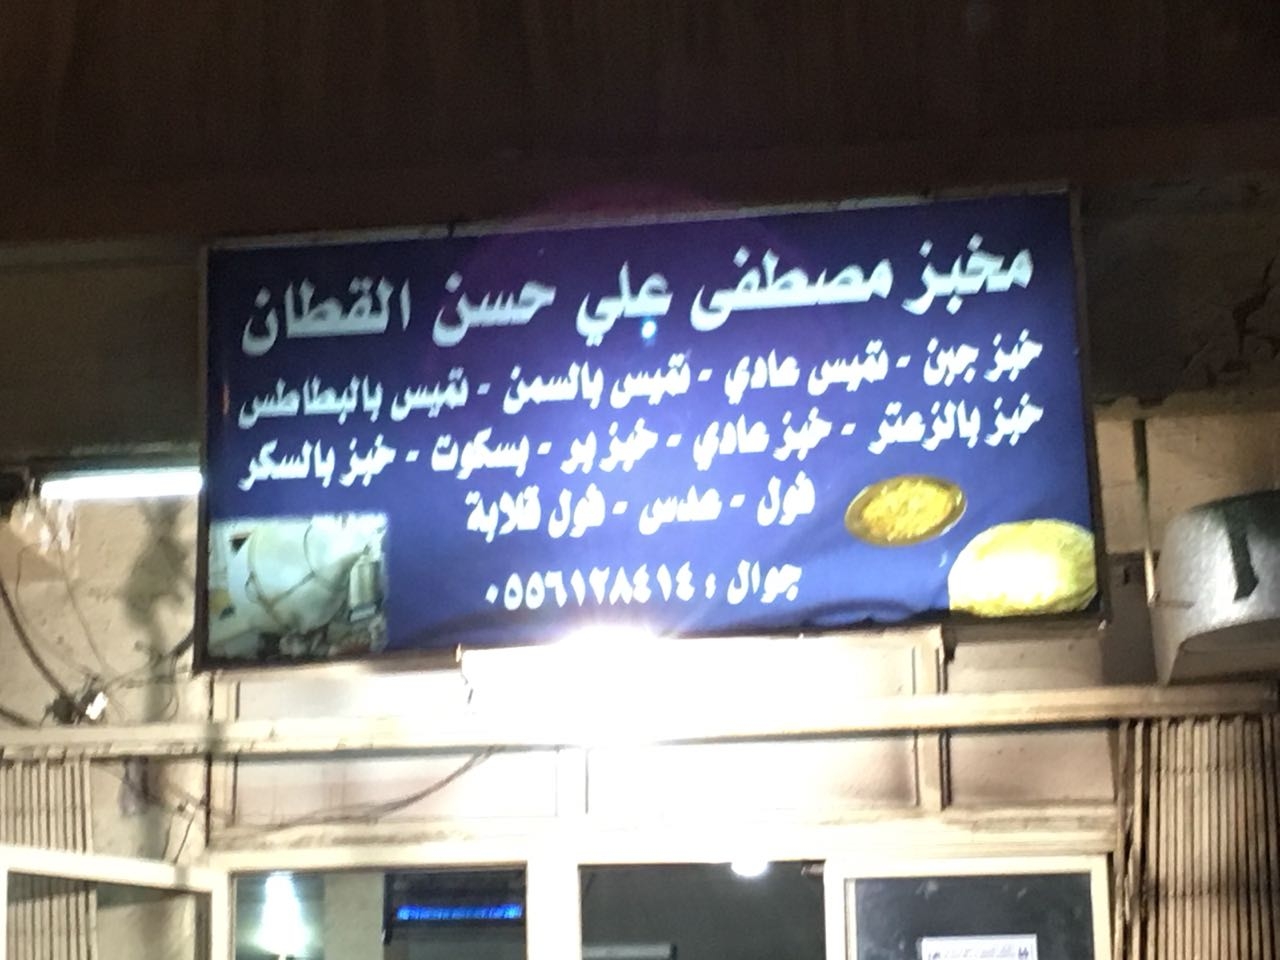 مخبز مصطفى علي حسن القطان
خبز جبن - تميس عادي - تميس بالسمن - تميس بالبطاطس
خبز بالزعتر - خبز عادي - خبز بر - بسكوت - خبز بالسكر
فول - عدس - فول قلابة
جوال : ٠٥٥٦١٢٨٤١٤